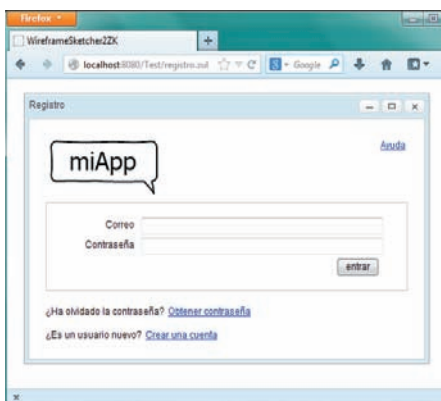 Firefox
WireframeSketcher2ZK
localhost:8080/Test/registro.zul
Google
Registro
miApp
Ayuda
Correo
Contraseña
entrar
¿Ha olvidado la contraseña? Obtener contraseña
¿Es un usuario nuevo? Crear una cuenta